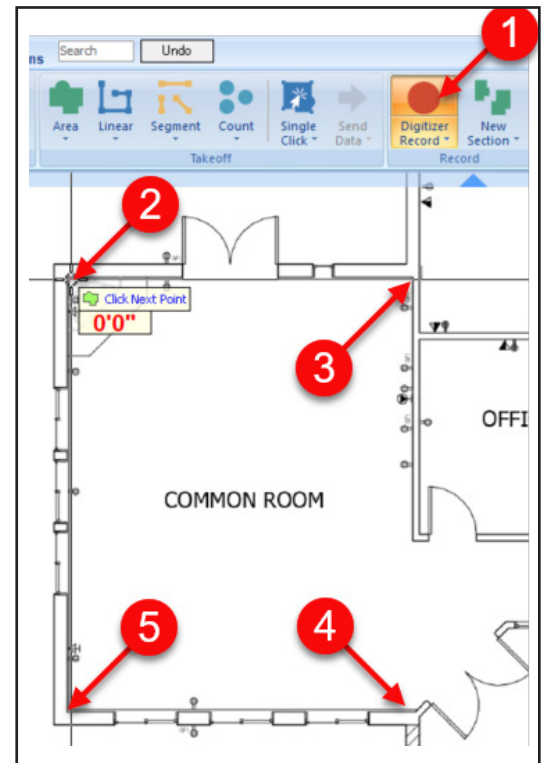 1
ms Search Undo
Area Linear Segment Count Single Click Send Data Digitizer Record New Section
Takeoff Record
2
Click Next Point
0'0"
3
OFFI
COMMON ROOM
5 4